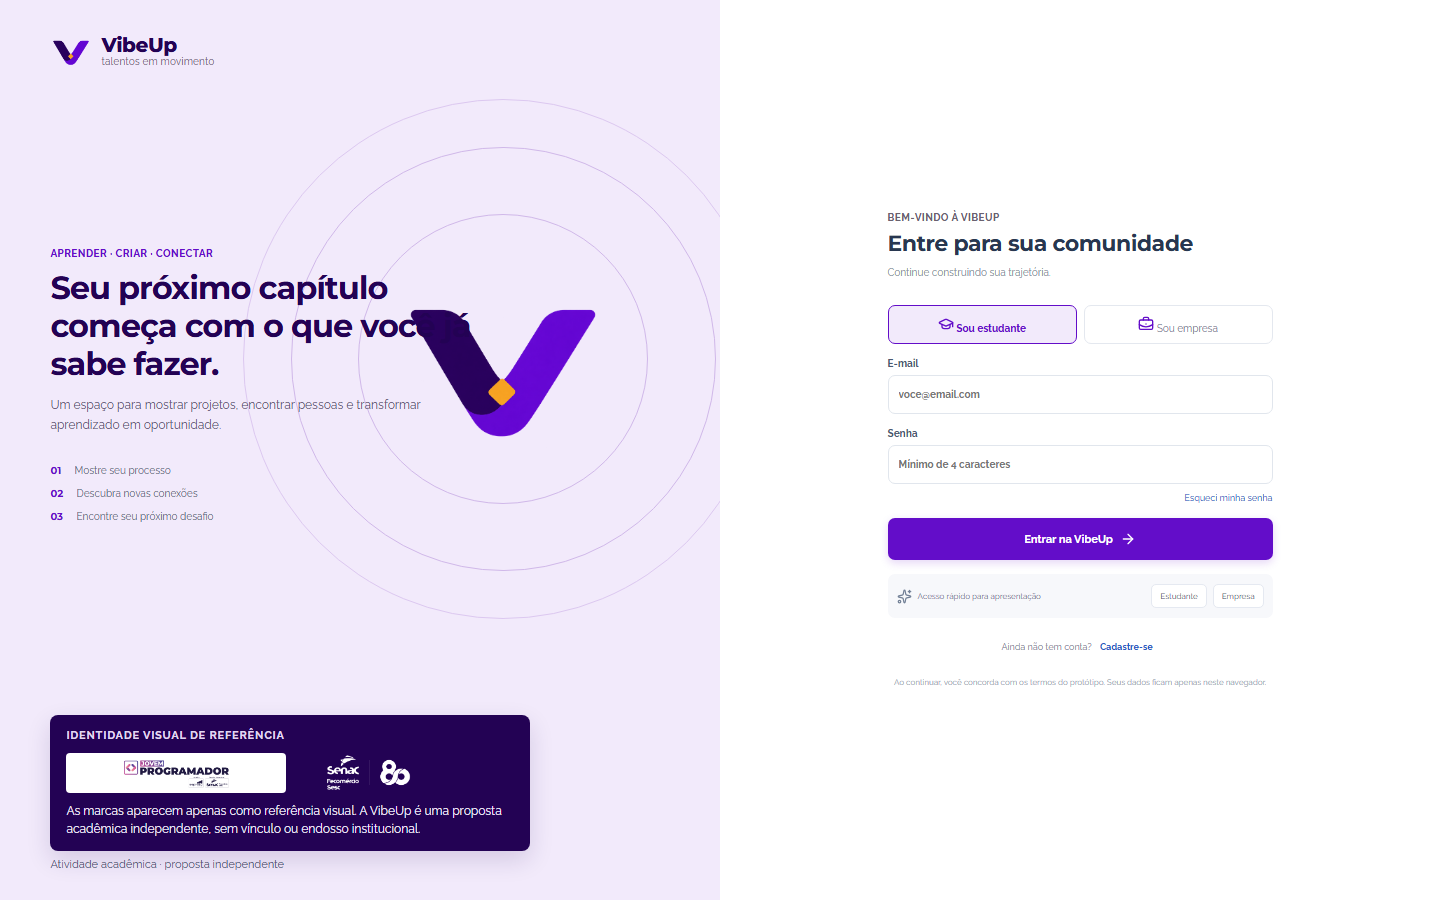 VibeUp
talentos em movimento
APRENDER · CRIAR · CONECTAR
Seu próximo capítulo
começa com o que você já
sabe fazer.
Um espaço para mostrar projetos, encontrar pessoas e transformar
aprendizado em oportunidade.
01 Mostre seu processo
02 Descubra novas conexões
03 Encontre seu próximo desafio
IDENTIDADE VISUAL DE REFERÊNCIA
JOVEM
PROGRAMADOR
Senac
Fecomércio
Sesc
80
As marcas aparecem apenas como referência visual. A VibeUp é uma proposta
acadêmica independente, sem vínculo ou endosso institucional.
Atividade acadêmica · proposta independente
BEM-VINDO À VIBEUP
Entre para sua comunidade
Continue construindo sua trajetória.
Sou estudante
Sou empresa
E-mail
voce@email.com
Senha
Mínimo de 4 caracteres
Esqueci minha senha
Entrar na VibeUp →
Acesso rápido para apresentação
Estudante
Empresa
Ainda não tem conta? Cadastre-se
Ao continuar, você concorda com os termos do protótipo. Seus dados ficam apenas neste navegador.